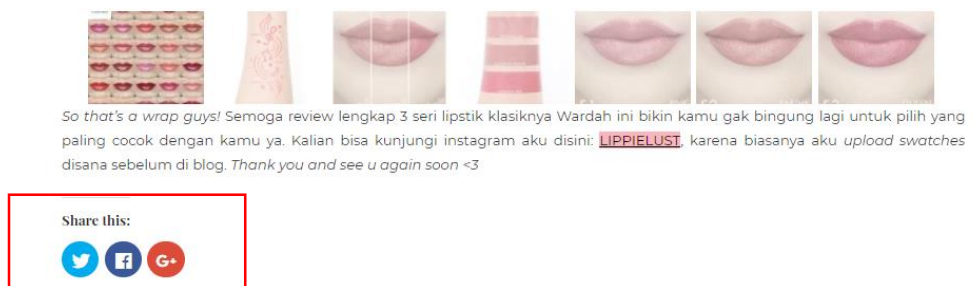 So that's a wrap guys! Semoga review lengkap 3 seri lipstik klasiknya Wardah ini bikin kamu gak bingung lagi untuk pilih yang
paling cocok dengan kamu ya. Kalian bisa kunjungi instagram aku disini: LIPPIELUST, karena biasanya aku upload swatches
disana sebelum di blog. Thank you and see u again soon <3
Share this:
G+